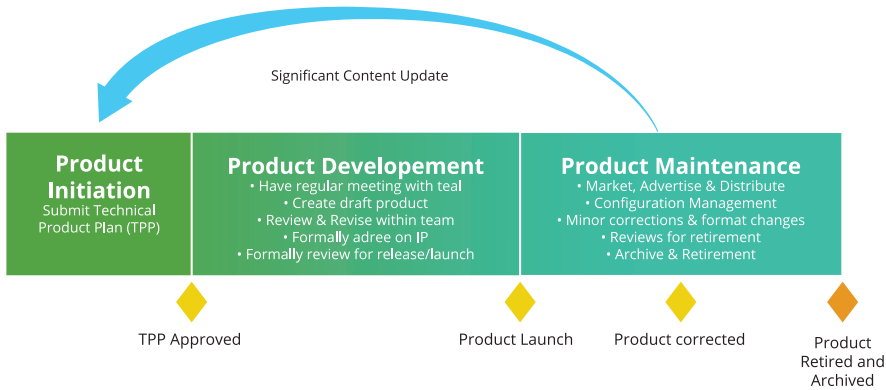 Significant Content Update
Product
Initiation
Submit Technical
Product Plan (TPP)
Product Developement
• Have regular meeting with teal
• Create draft product
• Review & Revise within team
• Formally adree on IP
• Formally review for release/launch
Product Maintenance
• Market, Advertise & Distribute
• Configuration Management
• Minor corrections & format changes
• Reviews for retirement
• Archive & Retirement
TPP Approved
Product Launch
Product corrected
Product
Retired and
Archived